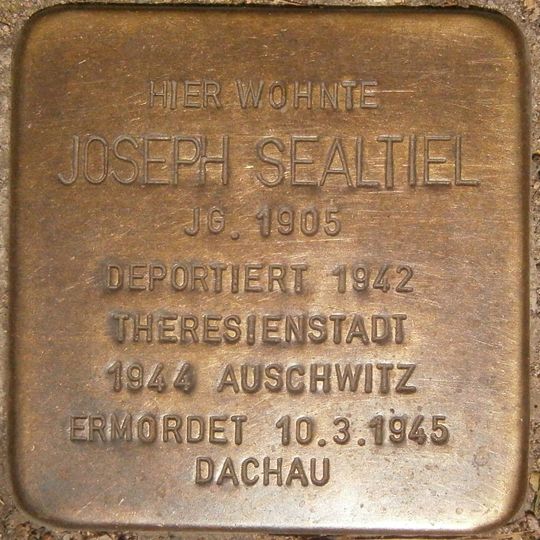 HIER WOHNTE
JOSEPH SEALTIEL
JG. 1905
DEPORTIERT 1942
THERESIENSTADT
1944 AUSCHWITZ
ERMORDET 10.3.1945
DACHAU